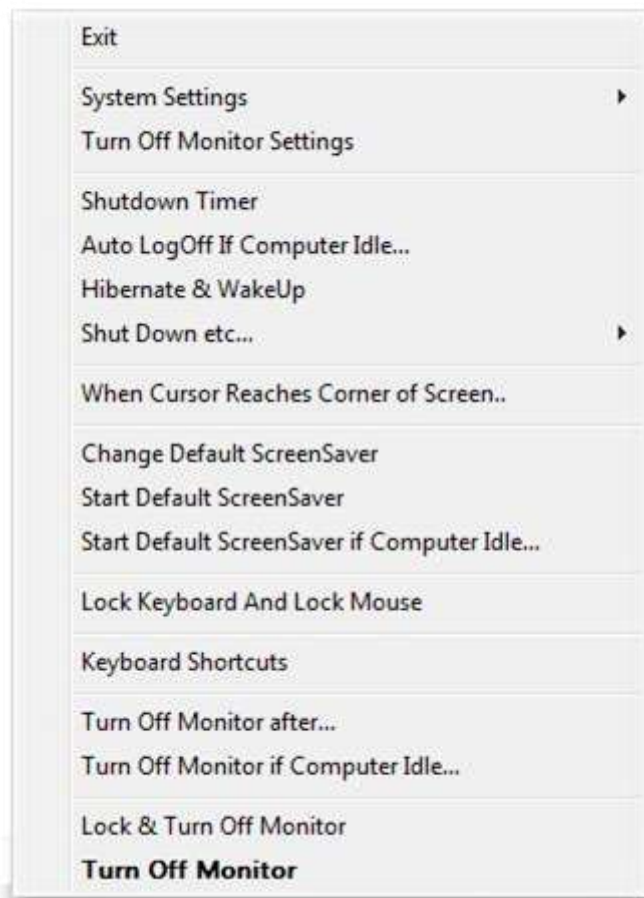 Exit
System Settings
Turn Off Monitor Settings
Shutdown Timer
Auto LogOff If Computer Idle...
Hibernate & WakeUp
Shut Down etc...
When Cursor Reaches Corner of Screen..
Change Default ScreenSaver
Start Default ScreenSaver
Start Default ScreenSaver if Computer Idle...
Lock Keyboard And Lock Mouse
Keyboard Shortcuts
Turn Off Monitor after...
Turn Off Monitor if Computer Idle...
Lock & Turn Off Monitor
Turn Off Monitor